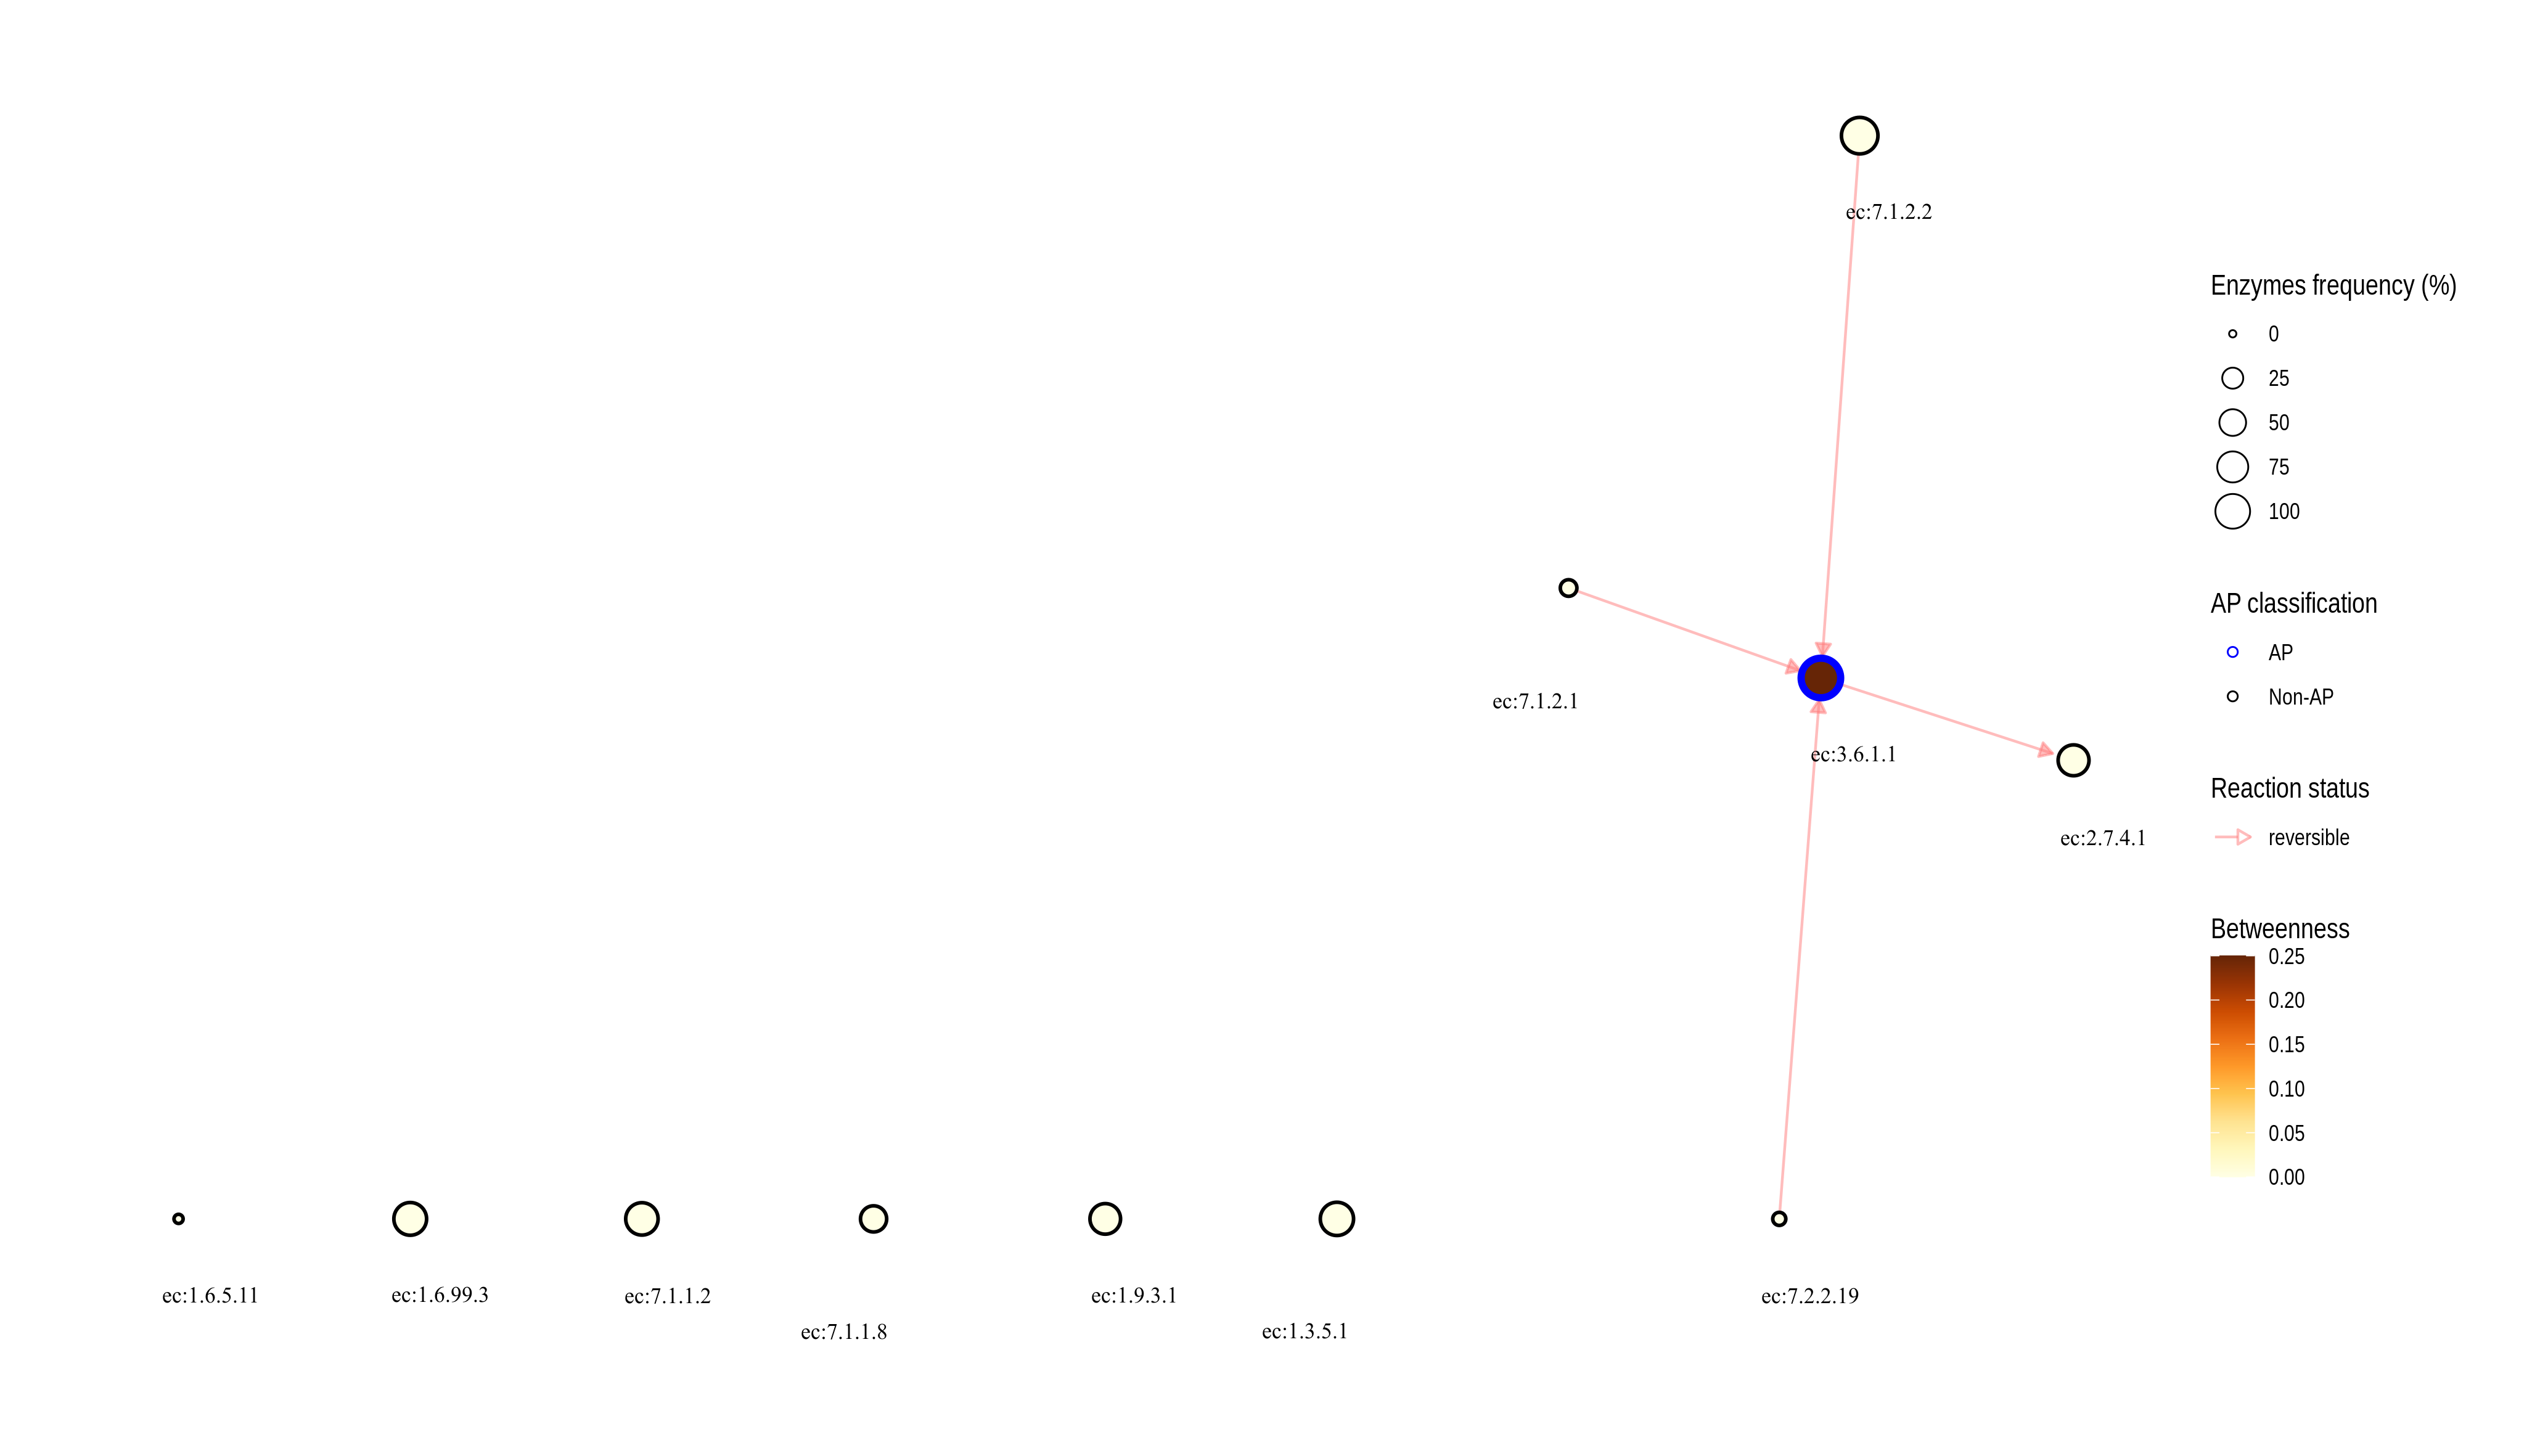 ec:7.1.2.2
ec:7.1.2.1
ec:3.6.1.1
ec:2.7.4.1
ec:1.6.5.11
ec:1.6.99.3
ec:7.1.1.2
ec:7.1.1.8
ec:1.9.3.1
ec:1.3.5.1
ec:7.2.2.19
Enzymes frequency (%)
0
25
50
75
100
AP classification
AP
Non-AP
Reaction status
reversible
Betweenness
0.25
0.20
0.15
0.10
0.05
0.00